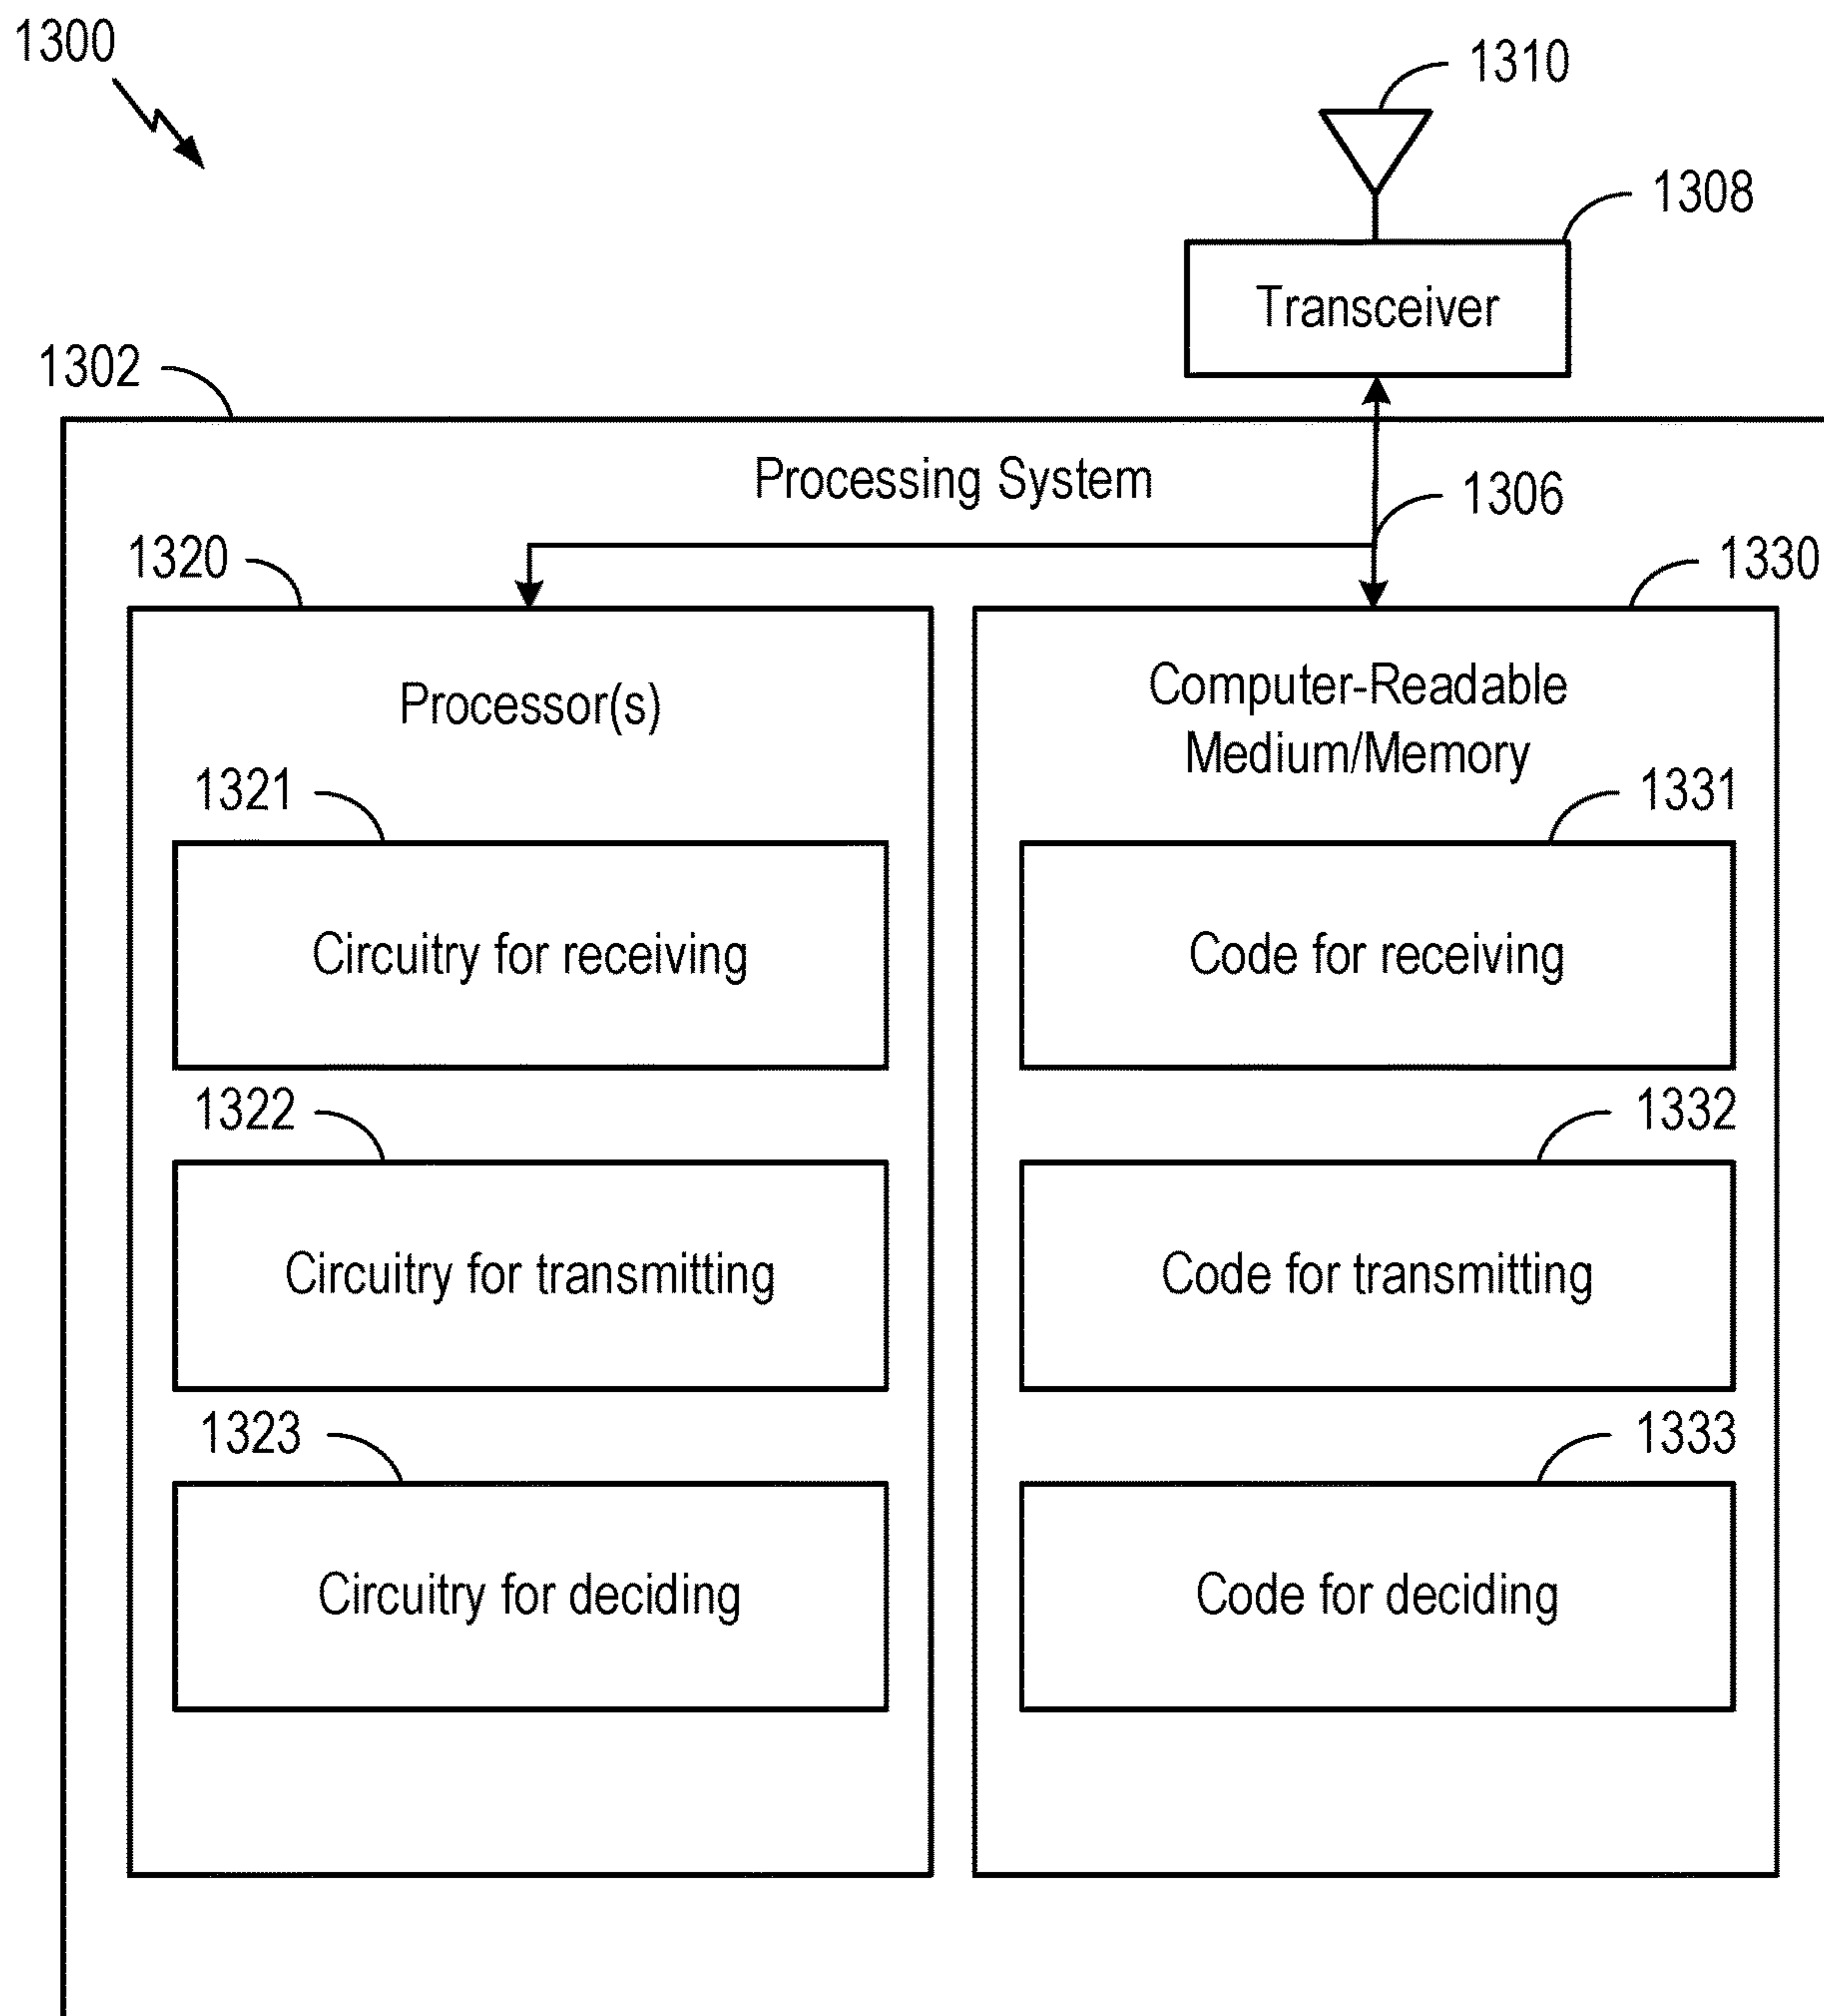 1300
1310
1308
Transceiver
1302
Processing System
1306
1320
1330
Processor(s)
Computer-Readable
Medium/Memory
1321
1331
Circuitry for receiving
Code for receiving
1322
1332
Circuitry for transmitting
Code for transmitting
1323
1333
Circuitry for deciding
Code for deciding